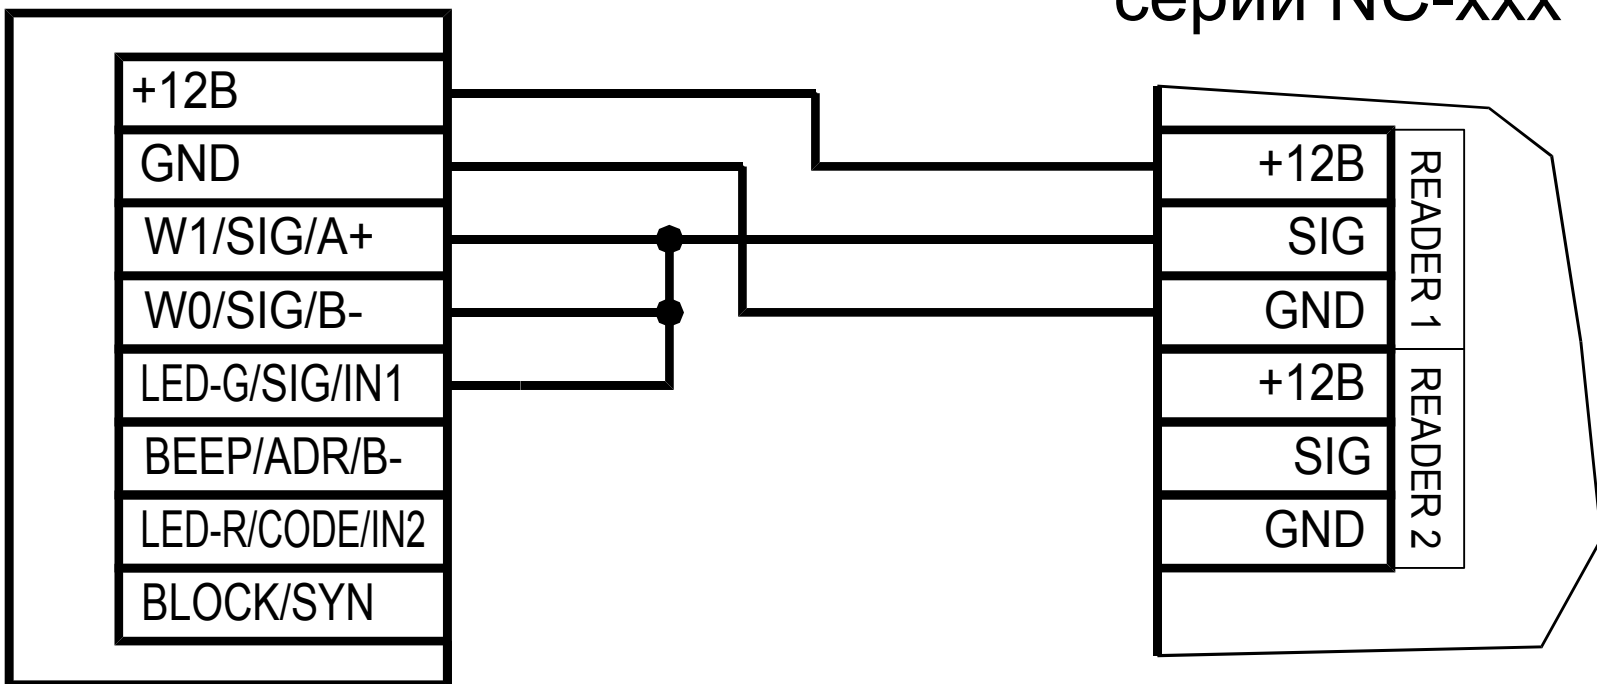 серии NC-xxx
+12В
GND
W1/SIG/A+
W0/SIG/B-
LED-G/SIG/IN1
BEEP/ADR/B-
LED-R/CODE/IN2
BLOCK/SYN
+12В
SIG
GND
+12В
SIG
GND
READER 1
READER 2